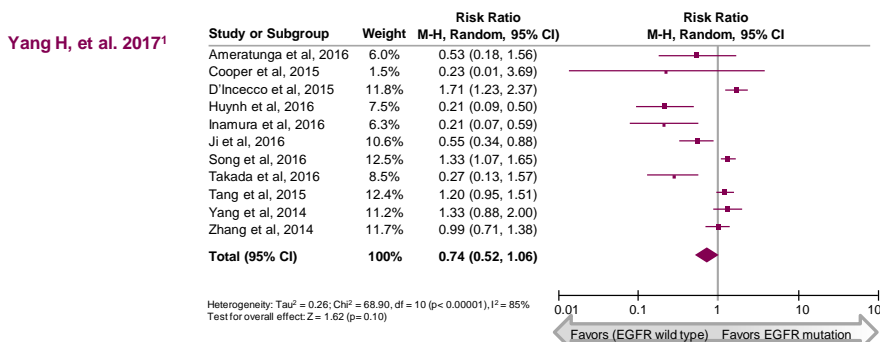 Yang H, et al. 2017¹
Risk Ratio Risk Ratio
Study or Subgroup Weight M-H, Random, 95% CI M-H, Random, 95% CI
Ameratunga et al, 2016 6.0% 0.53 (0.18, 1.56)
Cooper et al, 2015 1.5% 0.23 (0.01, 3.69)
D'Incecco et al, 2015 11.8% 1.71 (1.23, 2.37)
Huynh et al, 2016 7.5% 0.21 (0.09, 0.50)
Inamura et al, 2016 6.3% 0.21 (0.07, 0.59)
Ji et al, 2016 10.6% 0.55 (0.34, 0.88)
Song et al, 2016 12.5% 1.33 (1.07, 1.65)
Takada et al, 2016 8.5% 0.27 (0.13, 1.57)
Tang et al, 2015 12.4% 1.20 (0.95, 1.51)
Yang et al, 2014 11.2% 1.33 (0.88, 2.00)
Zhang et al, 2014 11.7% 0.99 (0.71, 1.38)
Total (95% CI) 100% 0.74 (0.52, 1.06)
Heterogeneity: Tau² = 0.26; Chi² = 68.90, df = 10 (p< 0.00001), I² = 85%
Test for overall effect: Z = 1.62 (p= 0.10)
0.01 0.1 1 10 100
Favors (EGFR wild type) Favors EGFR mutation